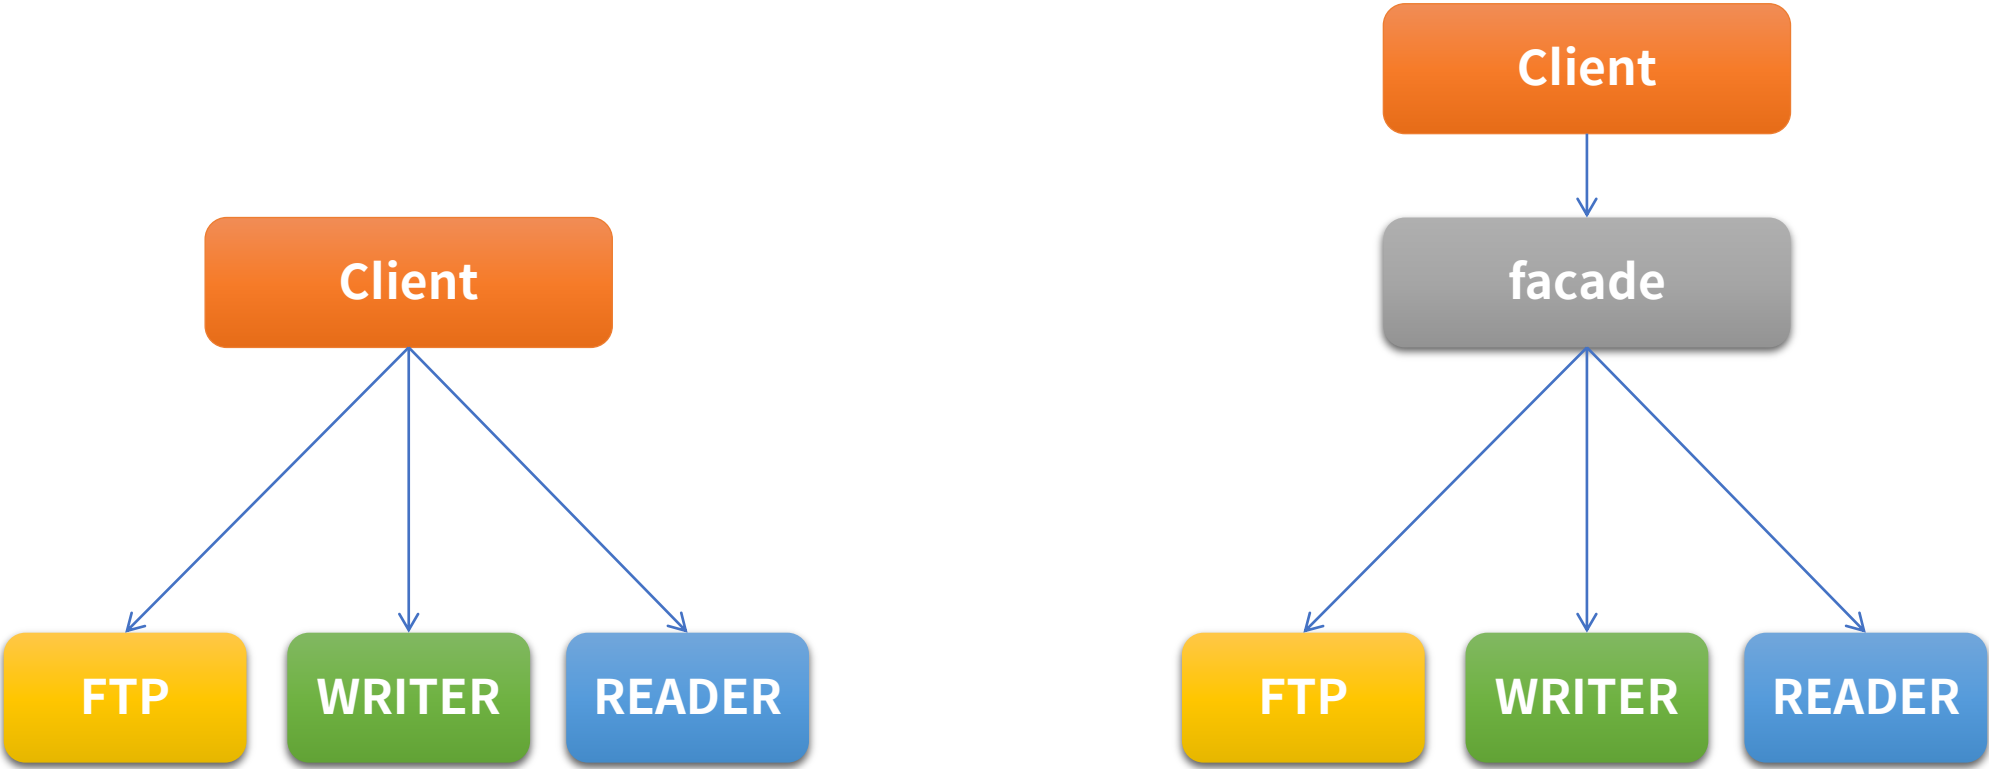 Client
FTP
WRITER
READER
Client
facade
FTP
WRITER
READER